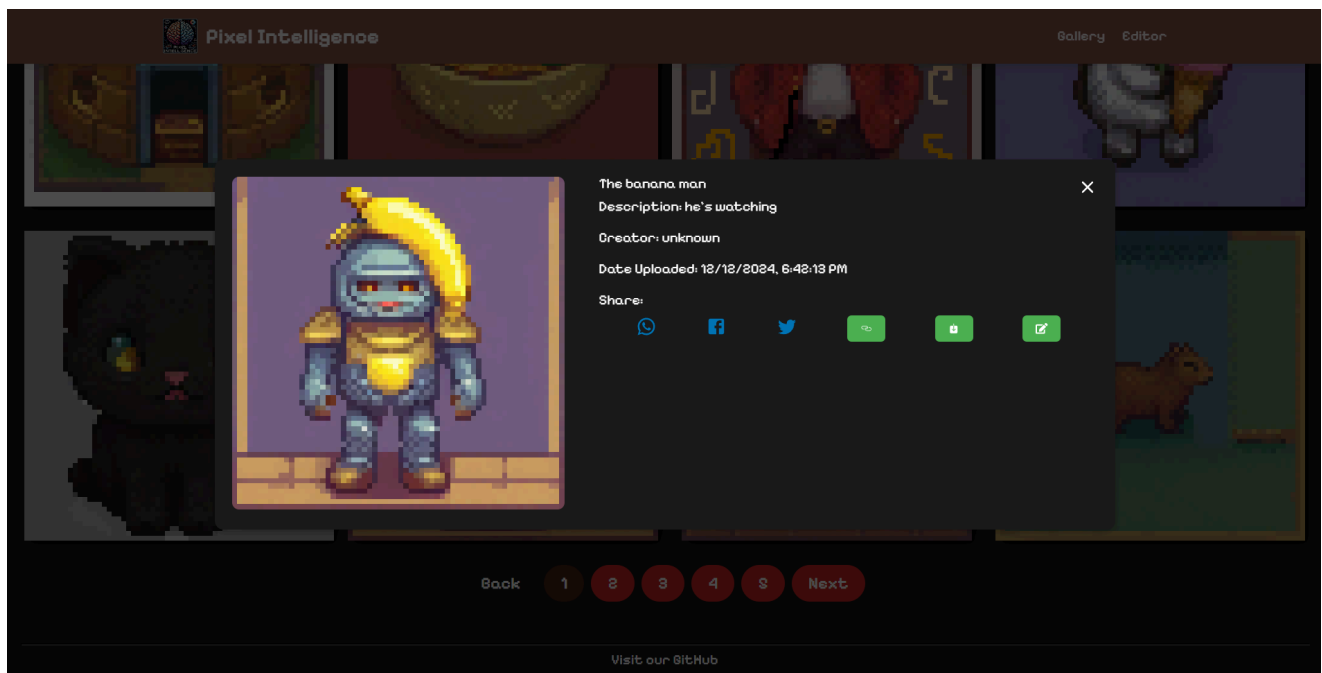 Pixel Intelligence
Gallery Editor
The banana man
Description: he's watching
Creator: unknown
Date Uploaded: 12/12/2024, 6:42:13 PM
Share:
Back 1 2 3 4 5 Next
Visit our GitHub